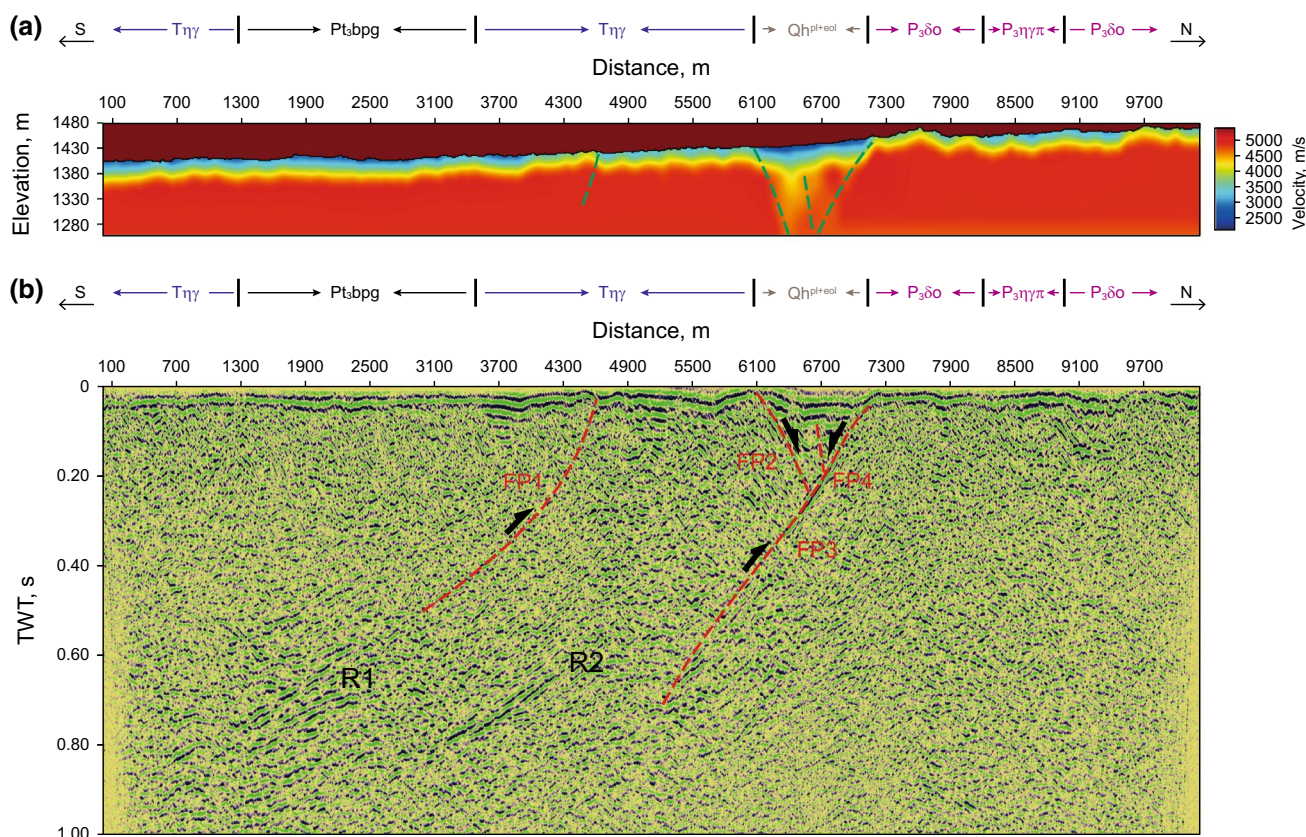 (a)
S Tηγ Pt₃bpg Tηγ Qhᵖˡ⁺ᵉᵒˡ P₃δo P₃ηγπ P₃δo N
Distance, m
100 700 1300 1900 2500 3100 3700 4300 4900 5500 6100 6700 7300 7900 8500 9100 9700
Elevation, m
1480
1430
1380
1330
1280
5000
4500
4000
3500
3000
2500
Velocity, m/s
(b)
S Tηγ Pt₃bpg Tηγ Qhᵖˡ⁺ᵉᵒˡ P₃δo P₃ηγπ P₃δo N
Distance, m
100 700 1300 1900 2500 3100 3700 4300 4900 5500 6100 6700 7300 7900 8500 9100 9700
TWT, s
0
0.20
0.40
0.60
0.80
1.00
FP1
FP2
FP4
FP3
R1
R2